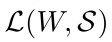 ℒ(W, 𝒮)